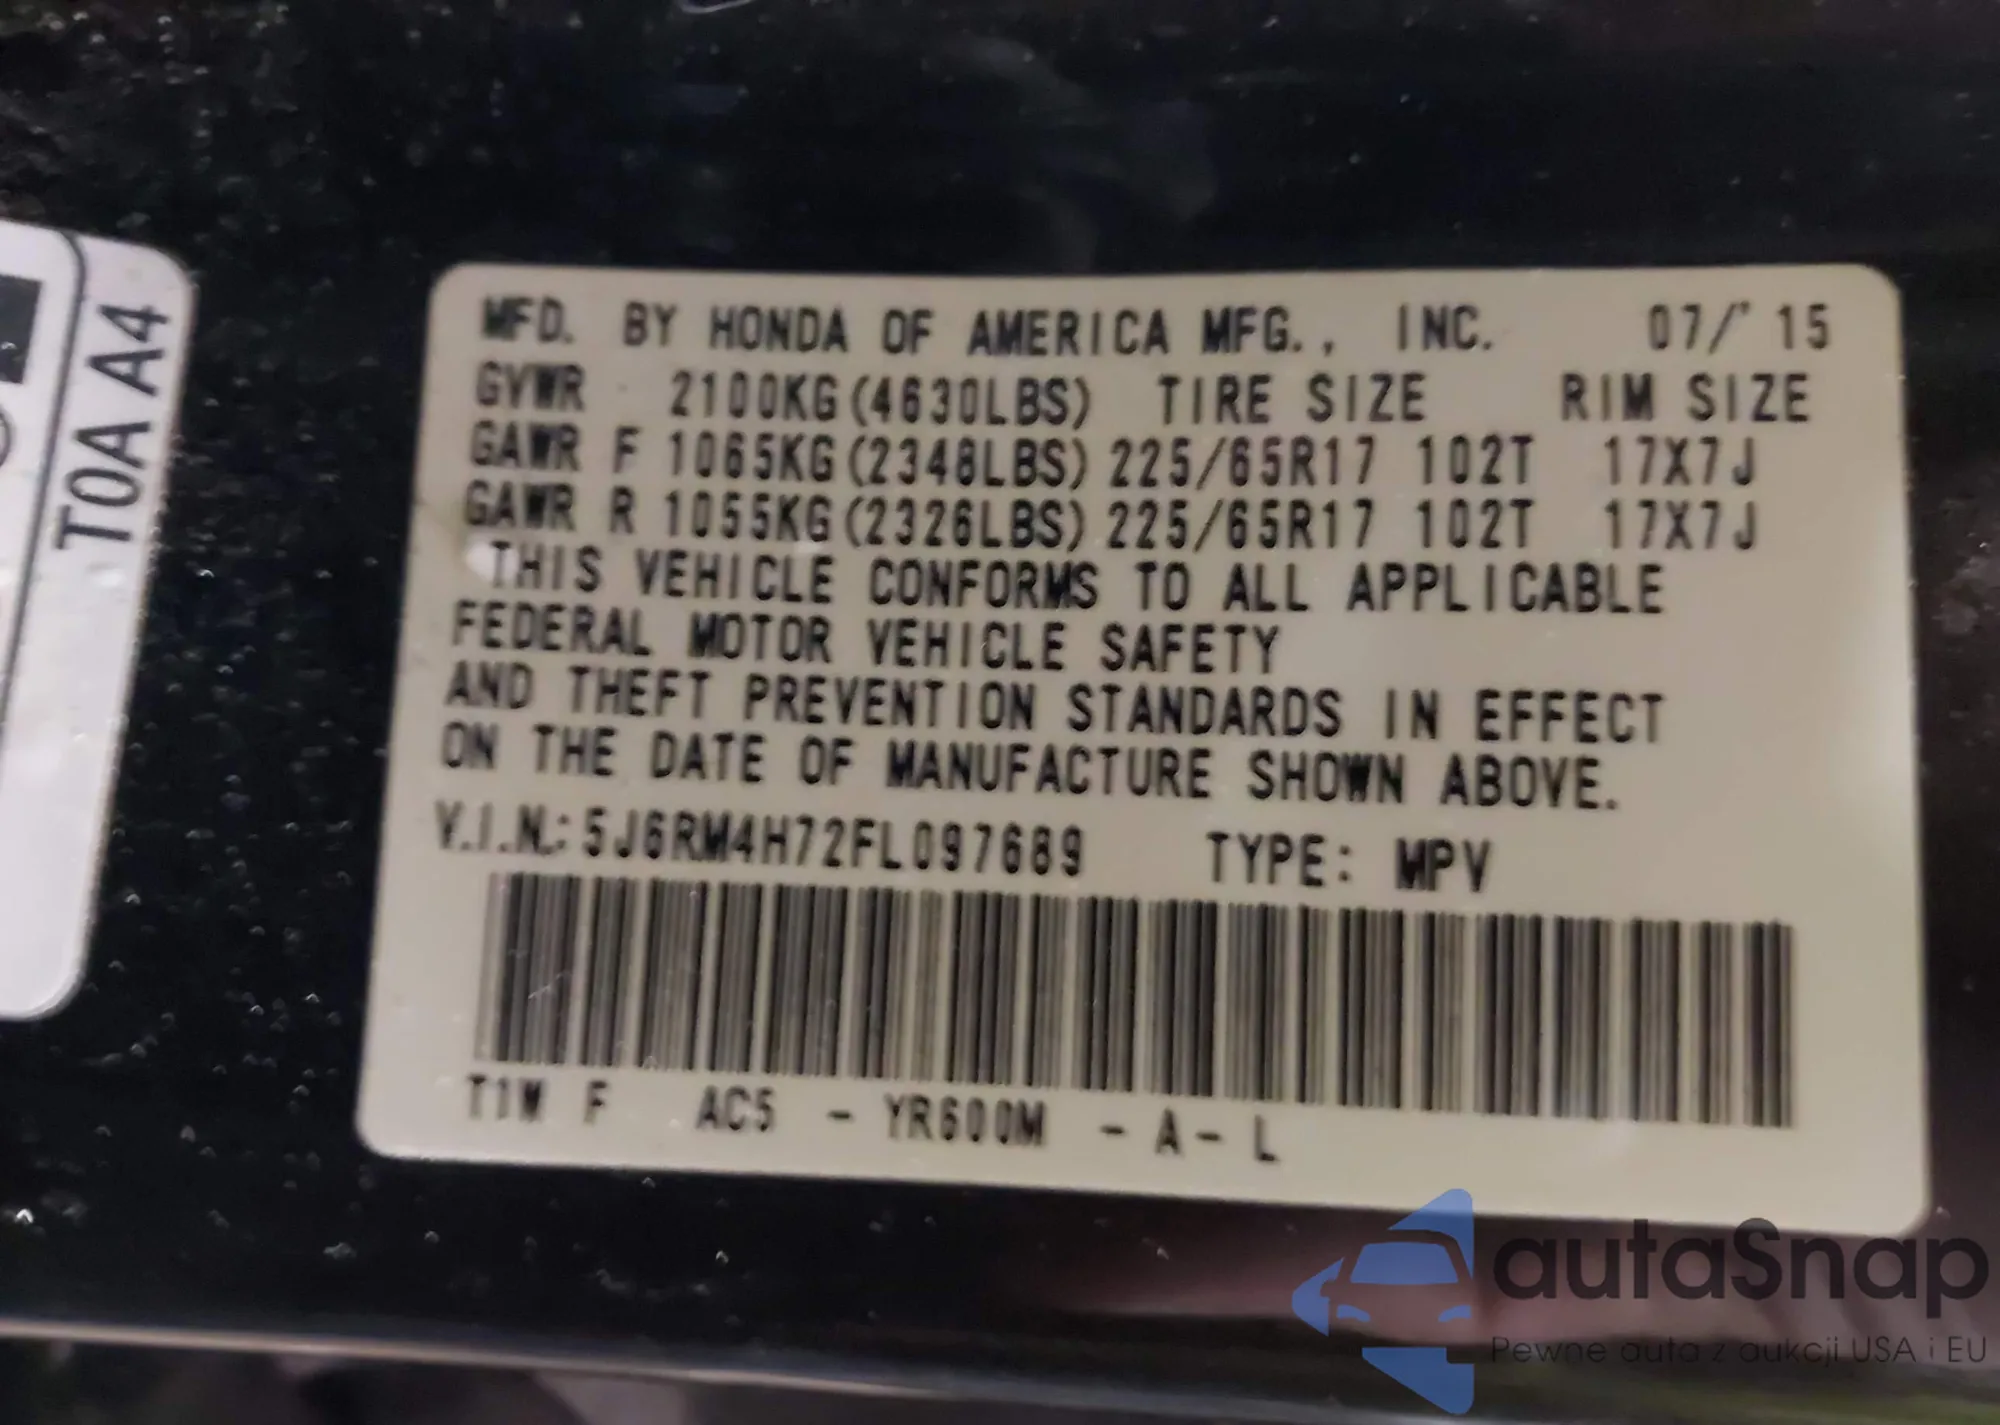 T0A A4
MFD. BY HONDA OF AMERICA MFG., INC. 07/'15
GVWR 2100KG(4630LBS) TIRE SIZE RIM SIZE
GAWR F 1065KG(2348LBS) 225/65R17 102T 17X7J
GAWR R 1055KG(2326LBS) 225/65R17 102T 17X7J
THIS VEHICLE CONFORMS TO ALL APPLICABLE
FEDERAL MOTOR VEHICLE SAFETY
AND THEFT PREVENTION STANDARDS IN EFFECT
ON THE DATE OF MANUFACTURE SHOWN ABOVE.
V.I.N.: 5J6RM4H72FL097689 TYPE: MPV
T1W F AC5 - YR600M - A - L
autaSnap
Pewne auta z aukcji USA i EU